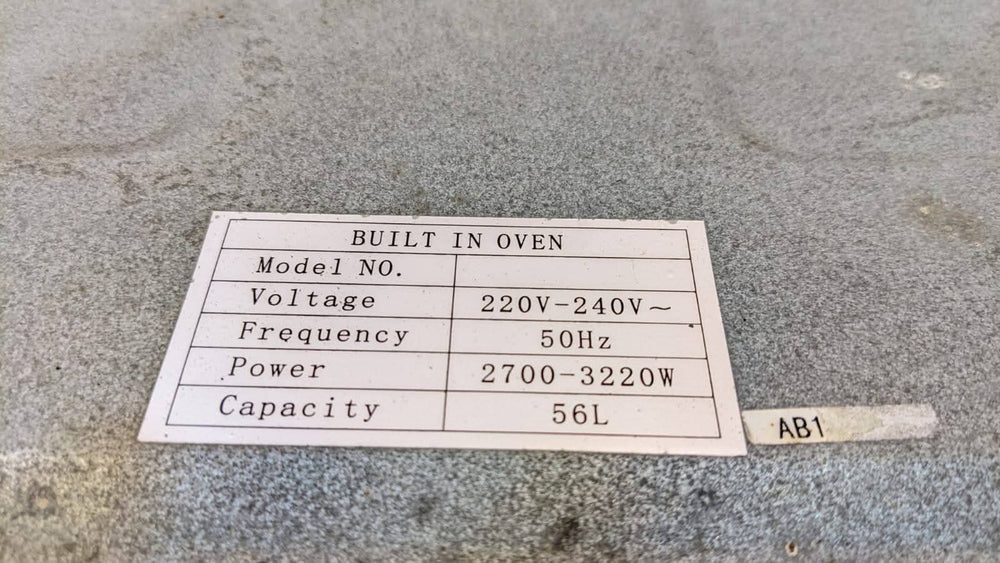 BUILT IN OVEN
Model NO.
Voltage 220V-240V~
Frequency 50Hz
Power 2700-3220W
Capacity 56L
AB1